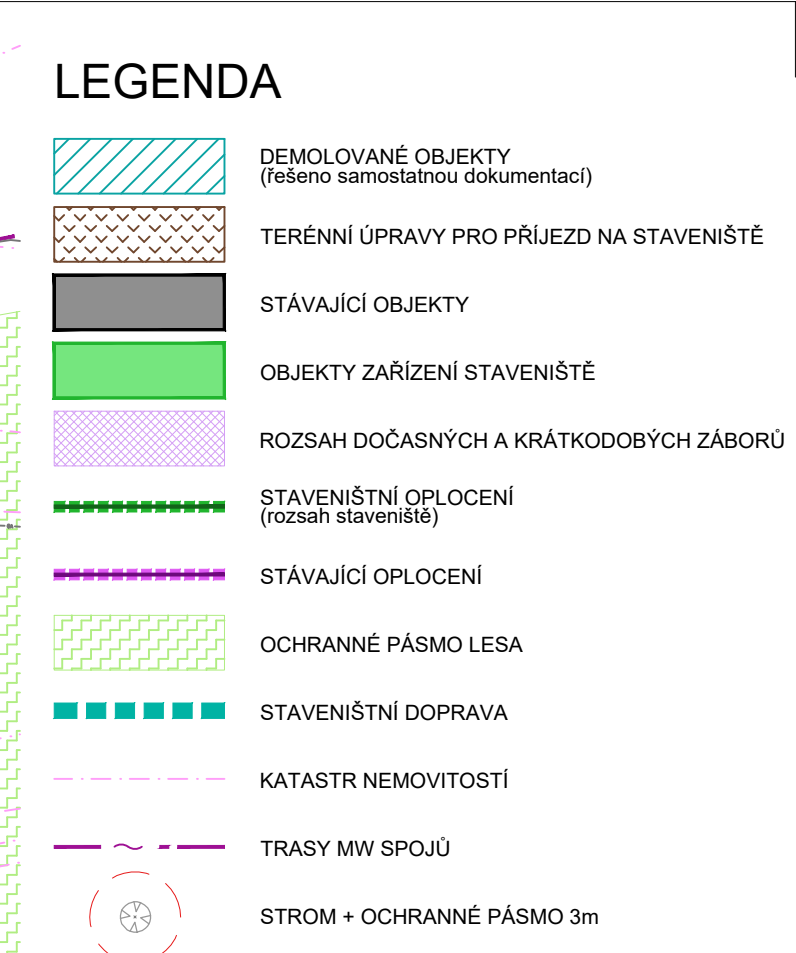 LEGENDA
DEMOLOVANÉ OBJEKTY
(řešeno samostatnou dokumentací)
TERÉNNÍ ÚPRAVY PRO PŘÍJEZD NA STAVENIŠTĚ
STÁVAJÍCÍ OBJEKTY
OBJEKTY ZAŘÍZENÍ STAVENIŠTĚ
ROZSAH DOČASNÝCH A KRÁTKODOBÝCH ZÁBORŮ
STAVENIŠTNÍ OPLOCENÍ
(rozsah staveniště)
STÁVAJÍCÍ OPLOCENÍ
OCHRANNÉ PÁSMO LESA
STAVENIŠTNÍ DOPRAVA
KATASTR NEMOVITOSTÍ
TRASY MW SPOJŮ
STROM + OCHRANNÉ PÁSMO 3m